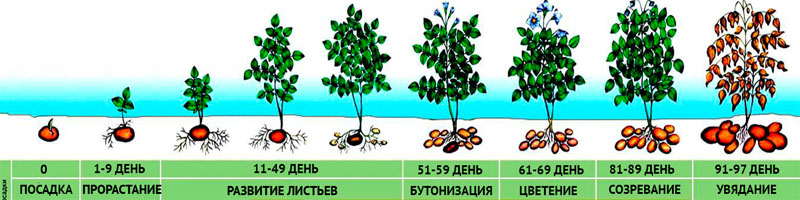 0
1-9 ДЕНЬ
11-49 ДЕНЬ
51-59 ДЕНЬ
61-69 ДЕНЬ
81-89 ДЕНЬ
91-97 ДЕНЬ
ПОСАДКА
ПРОРАСТАНИЕ
РАЗВИТИЕ ЛИСТЬЕВ
БУТОНИЗАЦИЯ
ЦВЕТЕНИЕ
СОЗРЕВАНИЕ
УВЯДАНИЕ